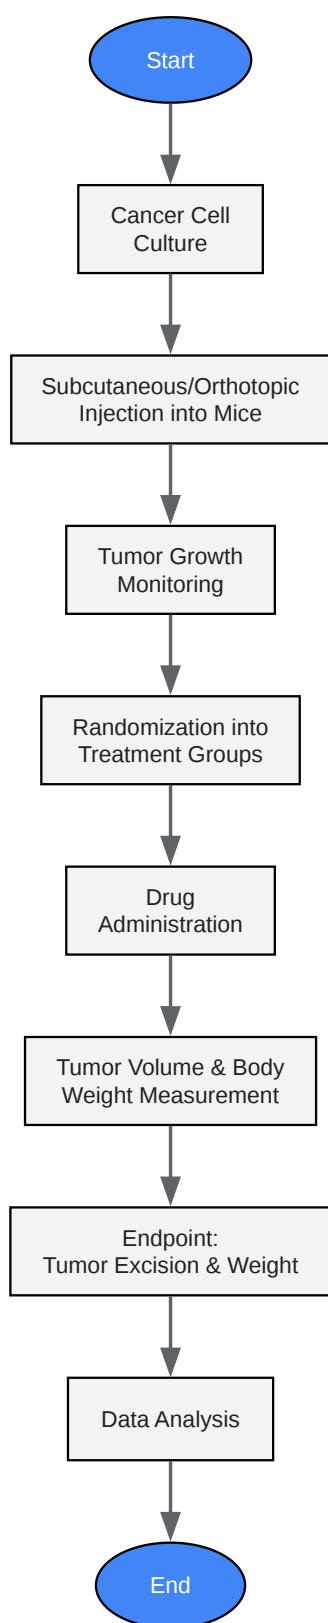 Start
Cancer Cell
Culture
Subcutaneous/Orthotopic
Injection into Mice
Tumor Growth
Monitoring
Randomization into
Treatment Groups
Drug
Administration
Tumor Volume & Body
Weight Measurement
Endpoint:
Tumor Excision & Weight
Data Analysis
End